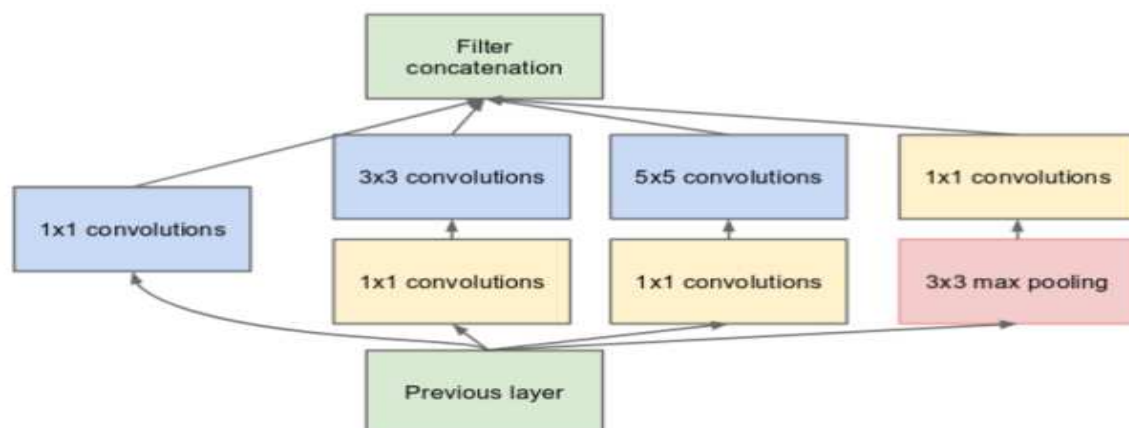 Filter
concatenation
3x3 convolutions
5x5 convolutions
1x1 convolutions
1x1 convolutions
1x1 convolutions
1x1 convolutions
3x3 max pooling
Previous layer